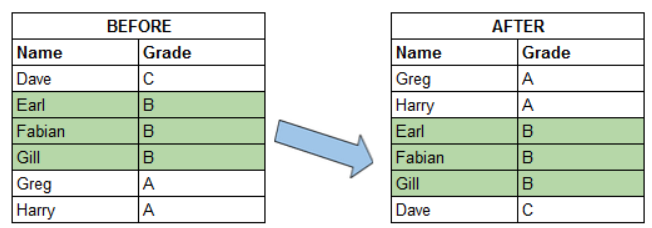 BEFORE
Name Grade
Dave C
Earl B
Fabian B
Gill B
Greg A
Harry A
AFTER
Name Grade
Greg A
Harry A
Earl B
Fabian B
Gill B
Dave C